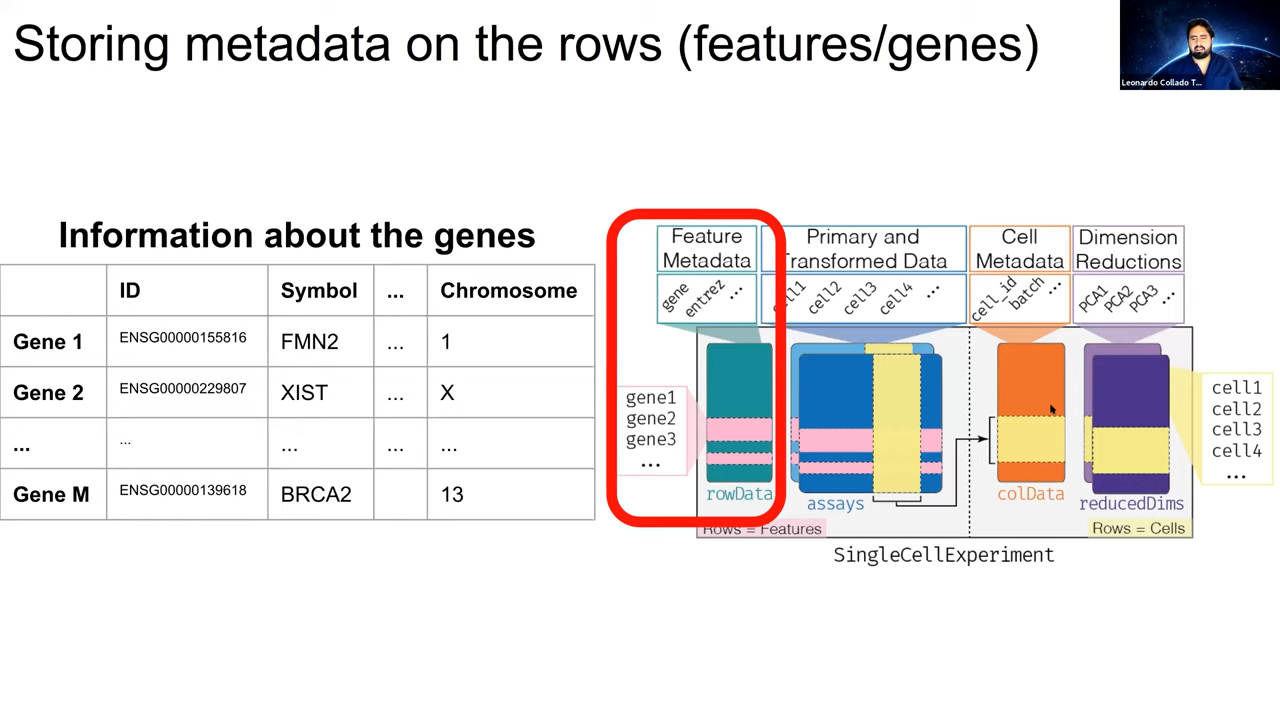 Storing metadata on the rows (features/genes)
Leonardo Collado T...
Information about the genes
ID Symbol ... Chromosome
Gene 1 ENSG00000155816 FMN2 ... 1
Gene 2 ENSG00000229807 XIST ... X
... ... ... ... ...
Gene M ENSG00000139618 BRCA2 13
Feature
Metadata
gene
entrez
...
Primary and
Transformed Data
cell1
cell2
cell3
cell4
...
Cell
Metadata
cell_id
batch
...
Dimension
Reductions
PCA1
PCA2
PCA3
...
gene1
gene2
gene3
...
rowData
assays
colData
reducedDims
cell1
cell2
cell3
cell4
...
Rows = Features
Rows = Cells
SingleCellExperiment